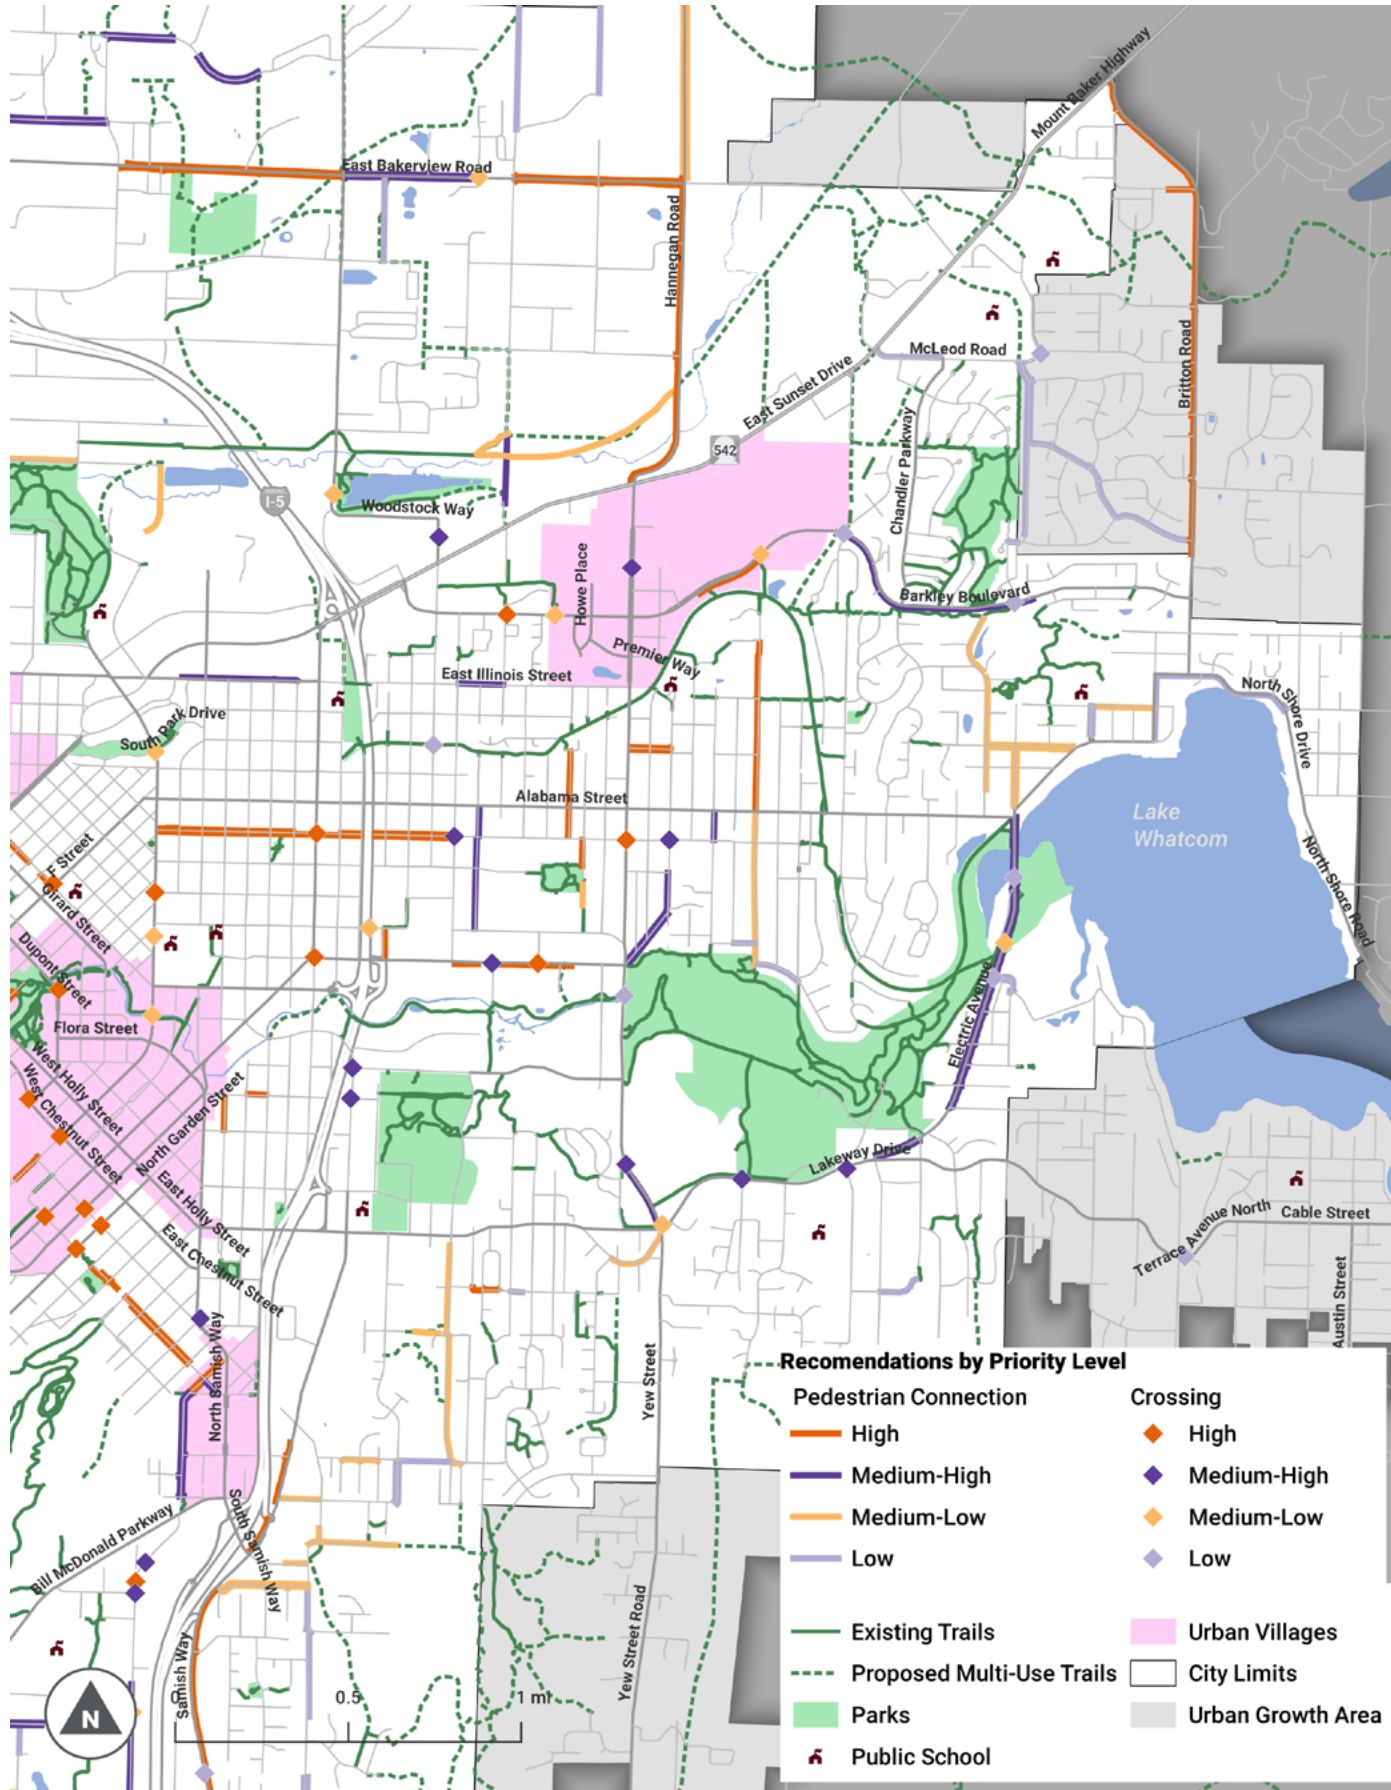 Mount Baker Highway
East Bakerview Road
Hannegan Road
Britton Road
McLeod Road
East Sunset Drive
542
Chandler Parkway
I-5
Woodstock Way
Howe Place
Barkley Boulevard
Premier Way
East Illinois Street
North Shore Drive
South Park Drive
Alabama Street
Lake
Whatcom
F Street
Girard Street
North Shore Road
Dupont Street
Electric Avenue
Flora Street
West Holly Street
West Chestnut Street
North Garden Street
Lakeway Drive
East Holly Street
Terrace Avenue North
Cable Street
East Chestnut Street
Austin Street
North Samish Way
Yew Street
Recomendations by Priority Level
Pedestrian Connection
Crossing
High
High
Medium-High
Medium-High
Medium-Low
Medium-Low
Low
Low
Bill McDonald Parkway
South Samish Way
Existing Trails
Urban Villages
Yew Street Road
Proposed Multi-Use Trails
City Limits
Samish Way
Parks
Urban Growth Area
Public School
N
0
0.5
1 mi